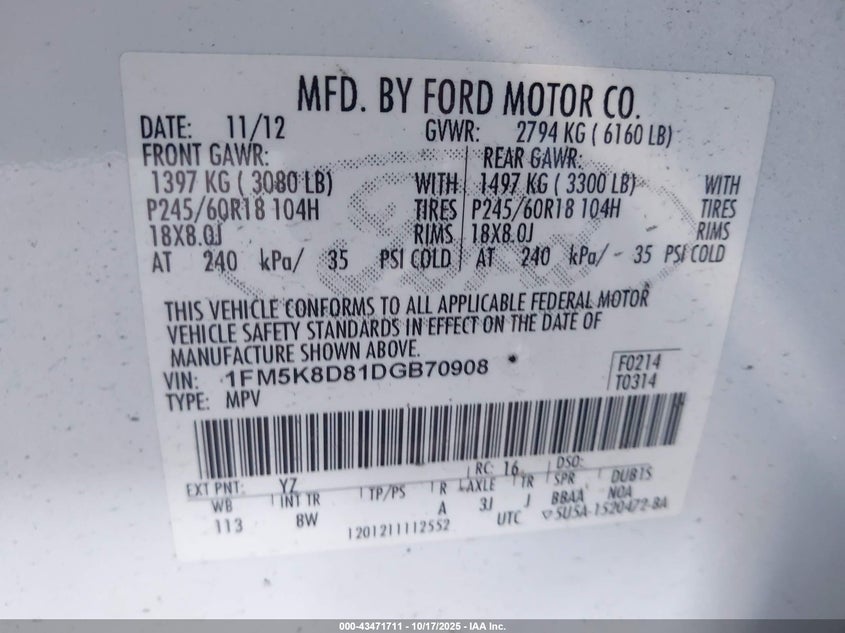 MFD. BY FORD MOTOR CO.
DATE: 11/12 GVWR: 2794 KG ( 6160 LB)
FRONT GAWR: REAR GAWR:
1397 KG ( 3080 LB) WITH 1497 KG ( 3300 LB) WITH
P245/60R18 104H TIRES P245/60R18 104H TIRES
18X8.0J RIMS 18X8.0J RIMS
AT 240 kPa/ 35 PSI COLD AT 240 kPa/ - 35 PSI COLD
THIS VEHICLE CONFORMS TO ALL APPLICABLE FEDERAL MOTOR
VEHICLE SAFETY STANDARDS IN EFFECT ON THE DATE OF
MANUFACTURE SHOWN ABOVE.
VIN: 1FM5K8D81DGB70908 F0214
TYPE: MPV T0314
EXT PNT: YZ RC: 16 DSO:
WB INT TR TP/PS R AXLE TR SPR DUBTS
113 8W A 3J J BBAA NOA
1201211112552 UTC ▽5U5A-1520472-BA
000-43471711 - 10/17/2025 - IAA Inc.